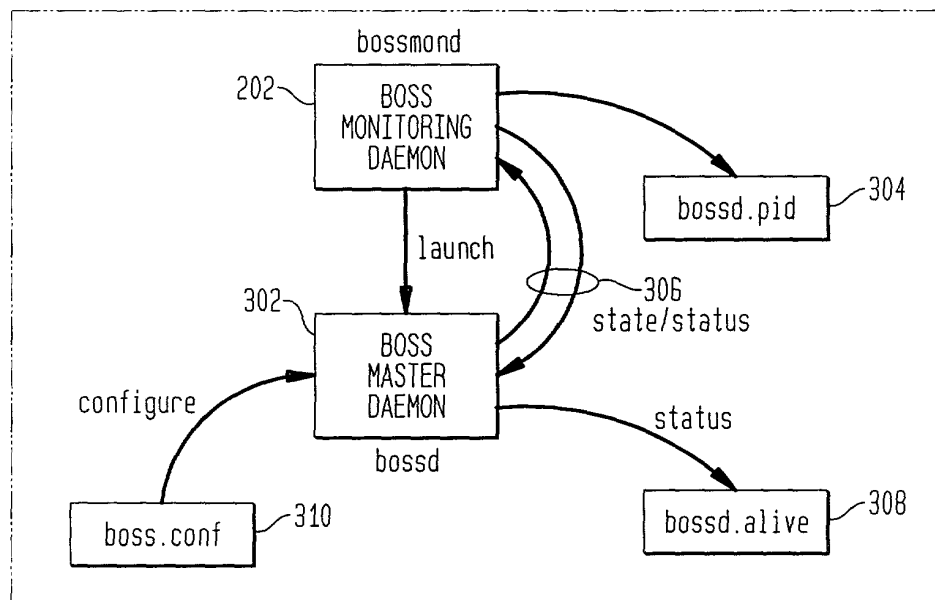 bossmond
202
BOSS
MONITORING
DAEMON
bossd.pid
304
launch
306
state/status
302
BOSS
MASTER
DAEMON
bossd
configure
status
boss.conf
310
bossd.alive
308